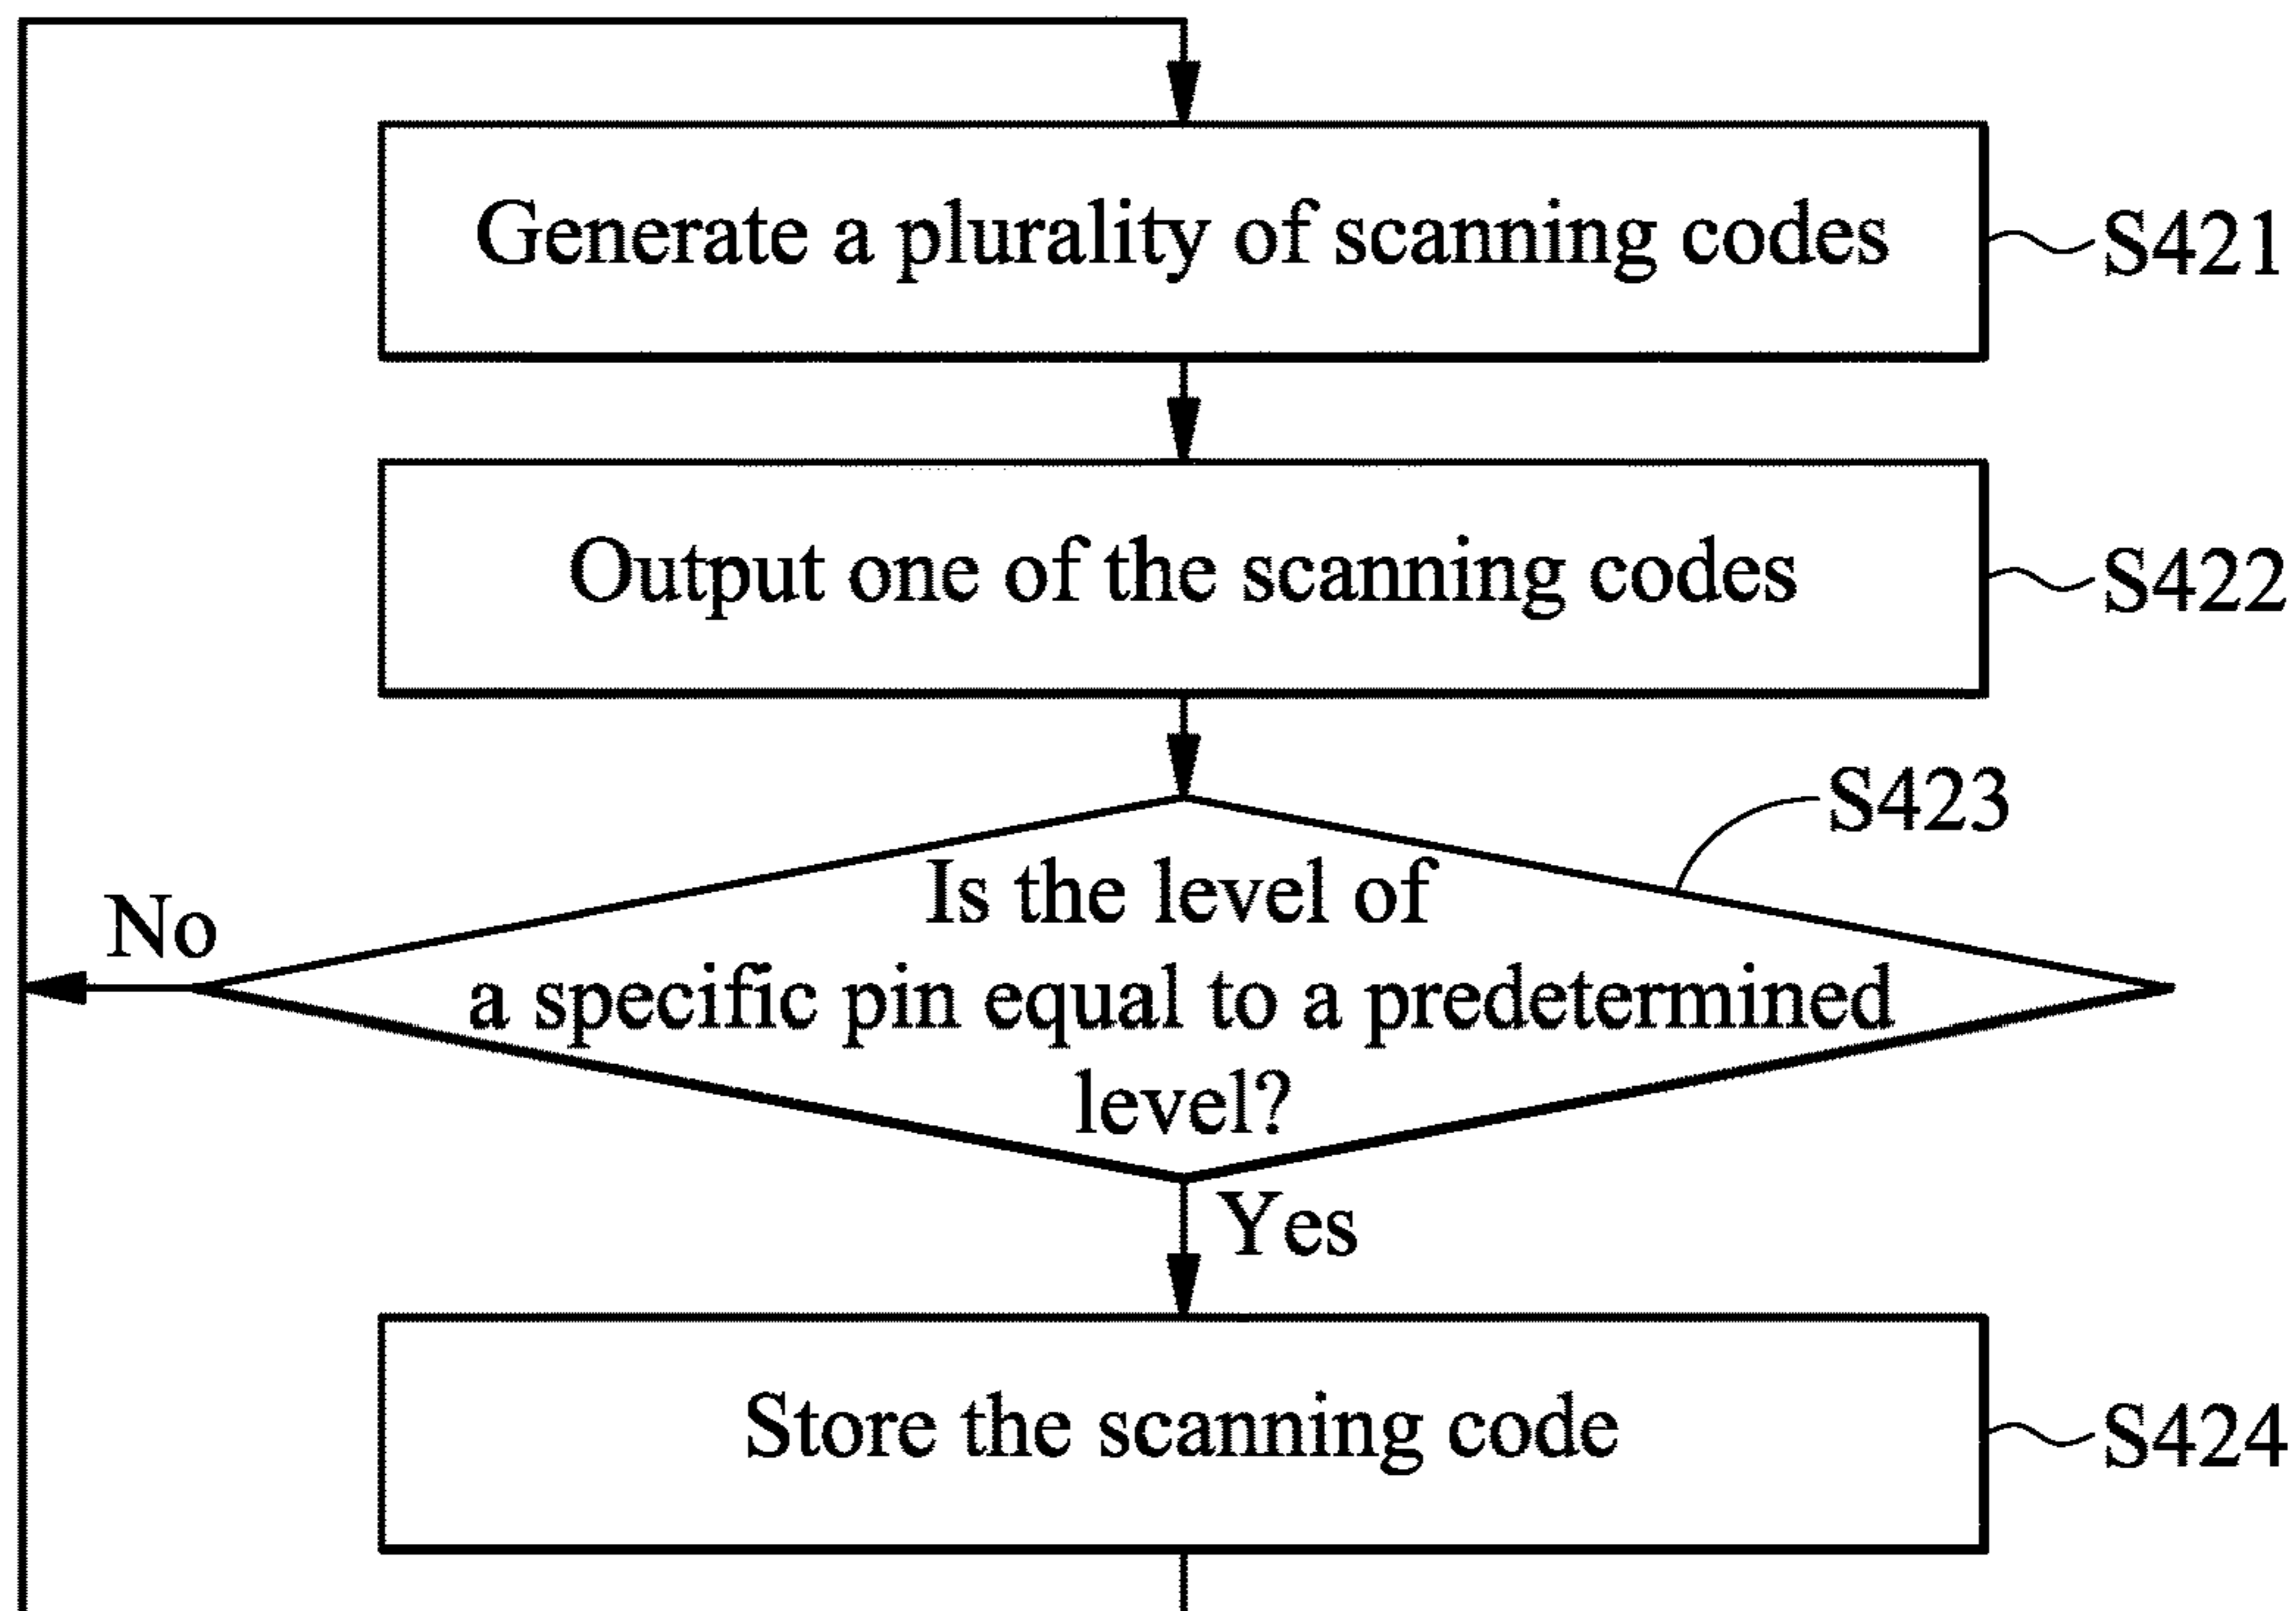 Generate a plurality of scanning codes
S421
Output one of the scanning codes
S422
S423
Is the level of
No
a specific pin equal to a predetermined
level?
Yes
Store the scanning code
S424